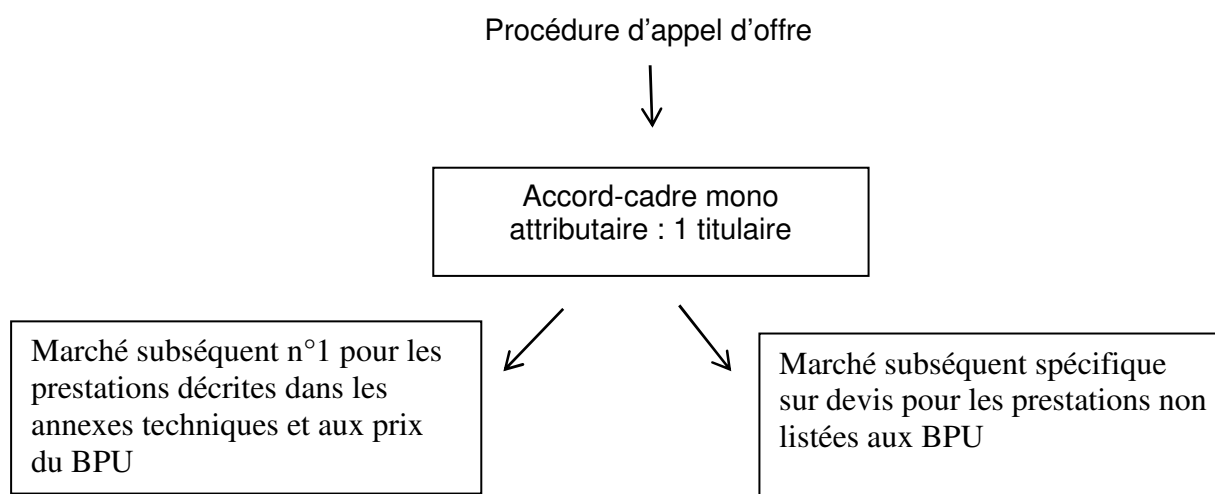 Procédure d'appel d'offre
Accord-cadre mono
attributaire : 1 titulaire
Marché subséquent n°1 pour les
prestations décrites dans les
annexes techniques et aux prix
du BPU
Marché subséquent spécifique
sur devis pour les prestations non
listées aux BPU